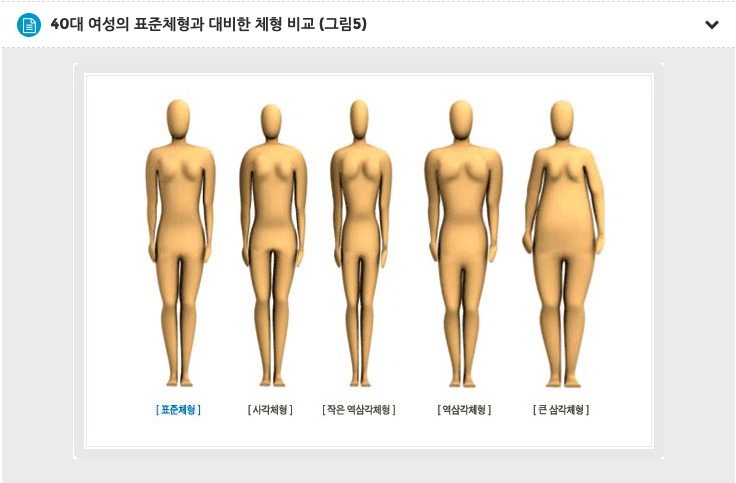 40대 여성의 표준체형과 대비한 체형 비교 (그림5)
[ 표준체형 ] [ 사각체형 ] [ 작은 역삼각체형 ] [ 역삼각체형 ] [ 큰 삼각체형 ]